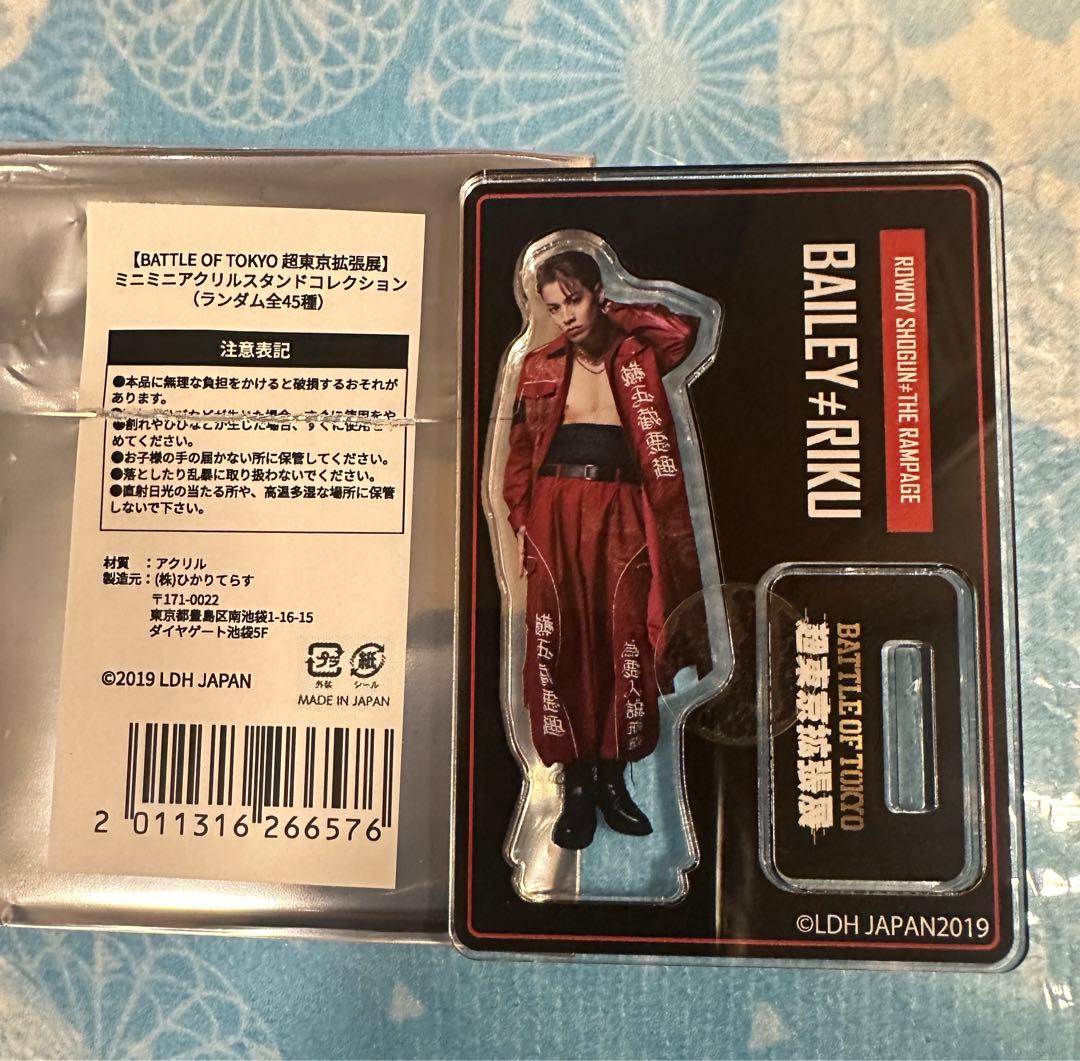 【BATTLE OF TOKYO 超東京拡張展】
ミニミニアクリルスタンドコレクション
（ランダム全45種）
注意表記
●本品に無理な負担をかけると破損するおそれが
あります。
●割れやひびなどが生じた場合、すぐに使用を
めてください。
●お子様の手の届かない所に保管してください。
●落としたり乱暴に取り扱わないでください。
●直射日光の当たる所や、高温多湿な場所に保管
しないで下さい。
材質　：アクリル
製造元：(株)ひかりてらす
〒171-0022
東京都豊島区南池袋1-16-15
ダイヤゲート池袋5F
プラ
外装
紙
シール
©2019 LDH JAPAN
MADE IN JAPAN
2 011316 266576
ROWDY SHOGUN≠THE RAMPAGE
BAILEY≠RIKU
BATTLE OF TOKYO
超東京拡張展
©LDH JAPAN2019